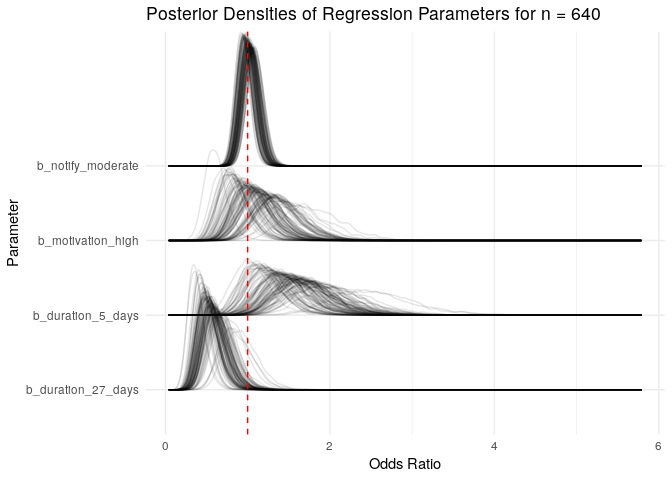 Posterior Densities of Regression Parameters for n = 640
Parameter
b_notify_moderate
b_motivation_high
b_duration_5_days
b_duration_27_days
0 2 4 6
Odds Ratio